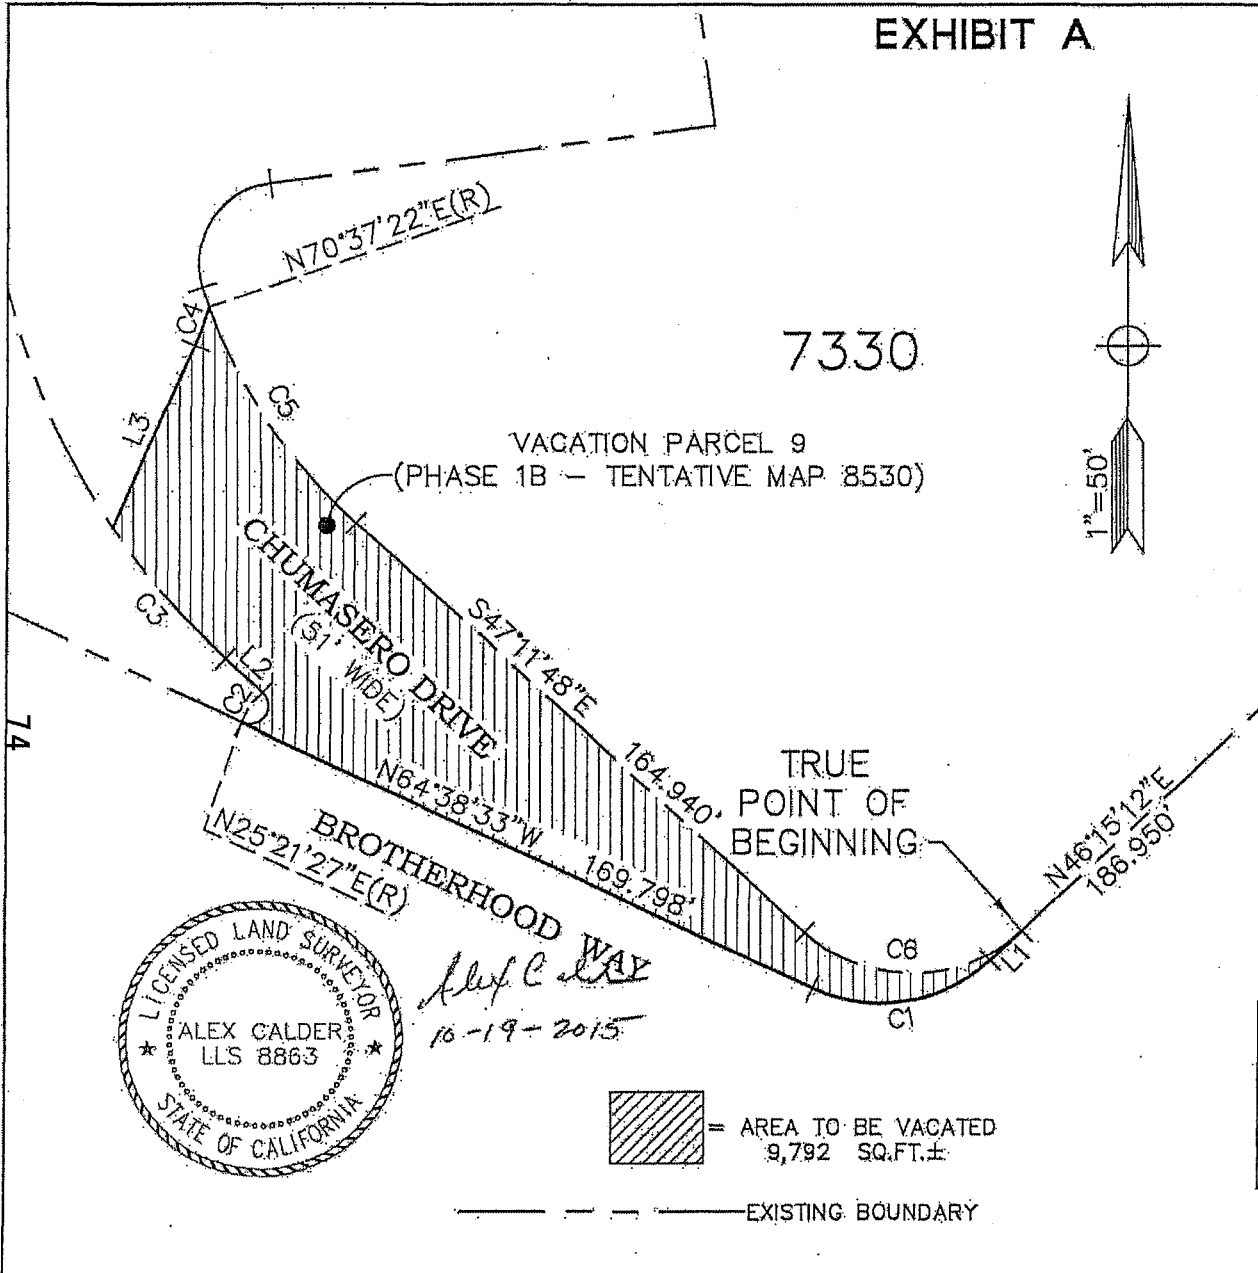 EXHIBIT A
N70°37'22"E(R)
C4
7330
C5
L3
VACATION PARCEL 9
(PHASE 1B – TENTATIVE MAP 8530)
1"=50'
CHUMASERO DRIVE
(51' WIDE)
C3
S47°11'48"E
L2
C2
74
164.940'
TRUE
POINT OF
BEGINNING
N64°38'33"W
169.798'
N46°15'12"E
186.950'
N25°21'27"E(R)
BROTHERHOOD WAY
C6
L1
C1
LICENSED LAND SURVEYOR
ALEX CALDER
LLS 8863
STATE OF CALIFORNIA
Alex Calder
10-19-2015
= AREA TO BE VACATED
9,792 SQ.FT.±
EXISTING BOUNDARY